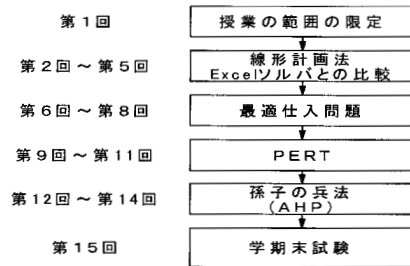 第1回
授業の範囲の限定
第2回～第5回
線形計画法
Excelソルバとの比較
第6回～第8回
最適仕入問題
第9回～第11回
PERT
第12回～第14回
孫子の兵法
(AHP)
第15回
学期末試験